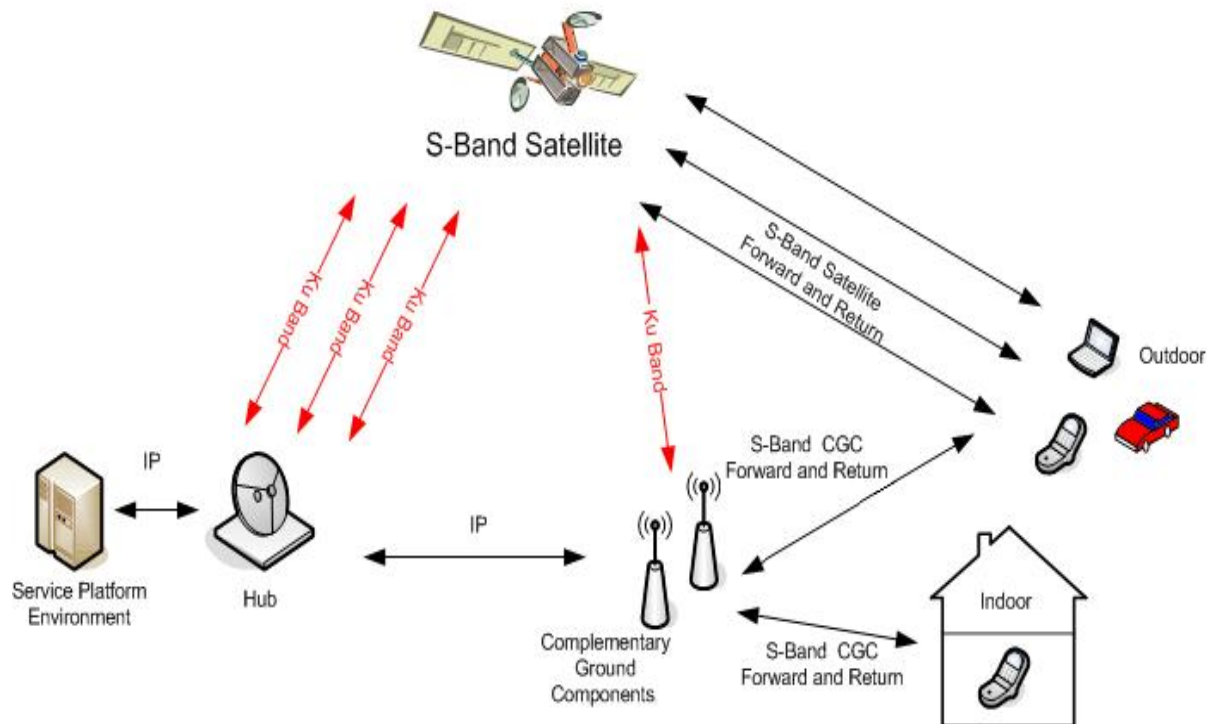 S-Band Satellite
Ku Band
Ku Band
Ku Band
Ku Band
S-Band Satellite
Forward and Return
Outdoor
S-Band CGC
Forward and Return
IP
IP
Service Platform
Environment
Hub
Complementary
Ground
Components
S-Band CGC
Forward and Return
Indoor